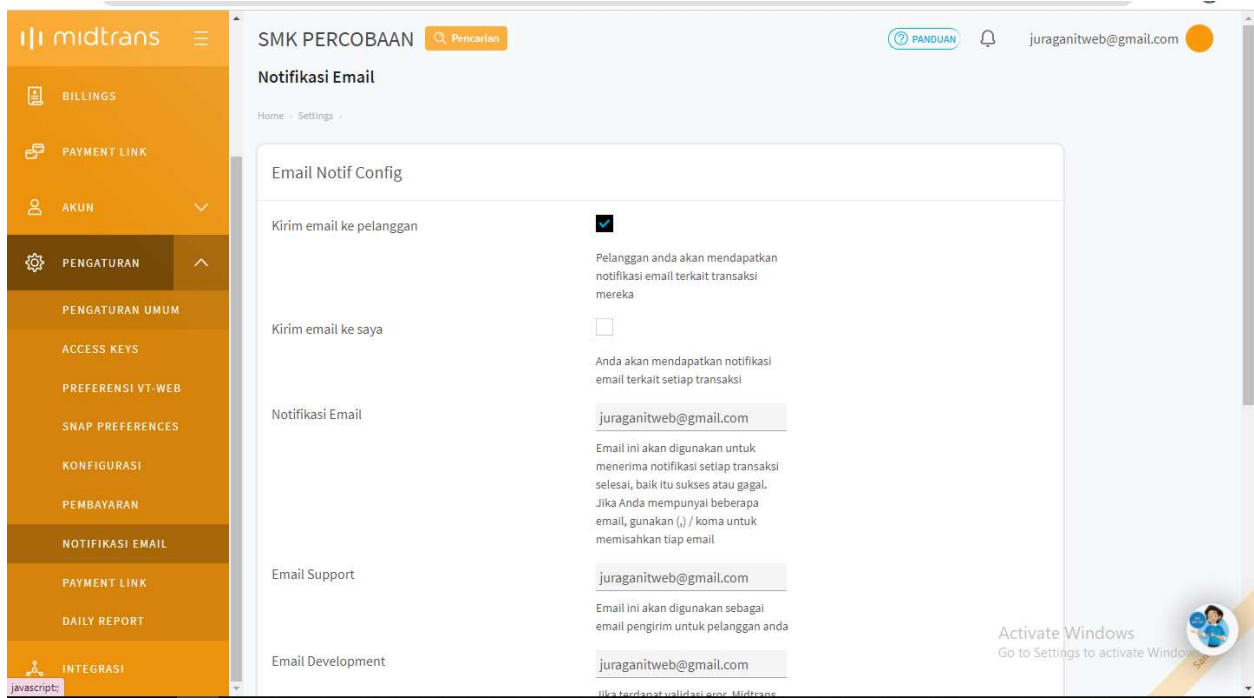 midtrans
BILLINGS
PAYMENT LINK
AKUN
PENGATURAN
PENGATURAN UMUM
ACCESS KEYS
PREFERENSI VT-WEB
SNAP PREFERENCES
KONFIGURASI
PEMBAYARAN
NOTIFIKASI EMAIL
PAYMENT LINK
DAILY REPORT
INTEGRASI
javascript:;
SMK PERCOBAAN Pencarian
? PANDUAN juraganitweb@gmail.com
Notifikasi Email
Home › Settings ›
Email Notif Config
Kirim email ke pelanggan
Pelanggan anda akan mendapatkan
notifikasi email terkait transaksi
mereka
Kirim email ke saya
Anda akan mendapatkan notifikasi
email terkait setiap transaksi
Notifikasi Email juraganitweb@gmail.com
Email ini akan digunakan untuk
menerima notifikasi setiap transaksi
selesai, baik itu sukses atau gagal.
Jika Anda mempunyai beberapa
email, gunakan (,) / koma untuk
memisahkan tiap email
Email Support juraganitweb@gmail.com
Email ini akan digunakan sebagai
email pengirim untuk pelanggan anda
Email Development juraganitweb@gmail.com
Jika terdapat validasi eror, Midtrans
Activate Windows
Go to Settings to activate Windows